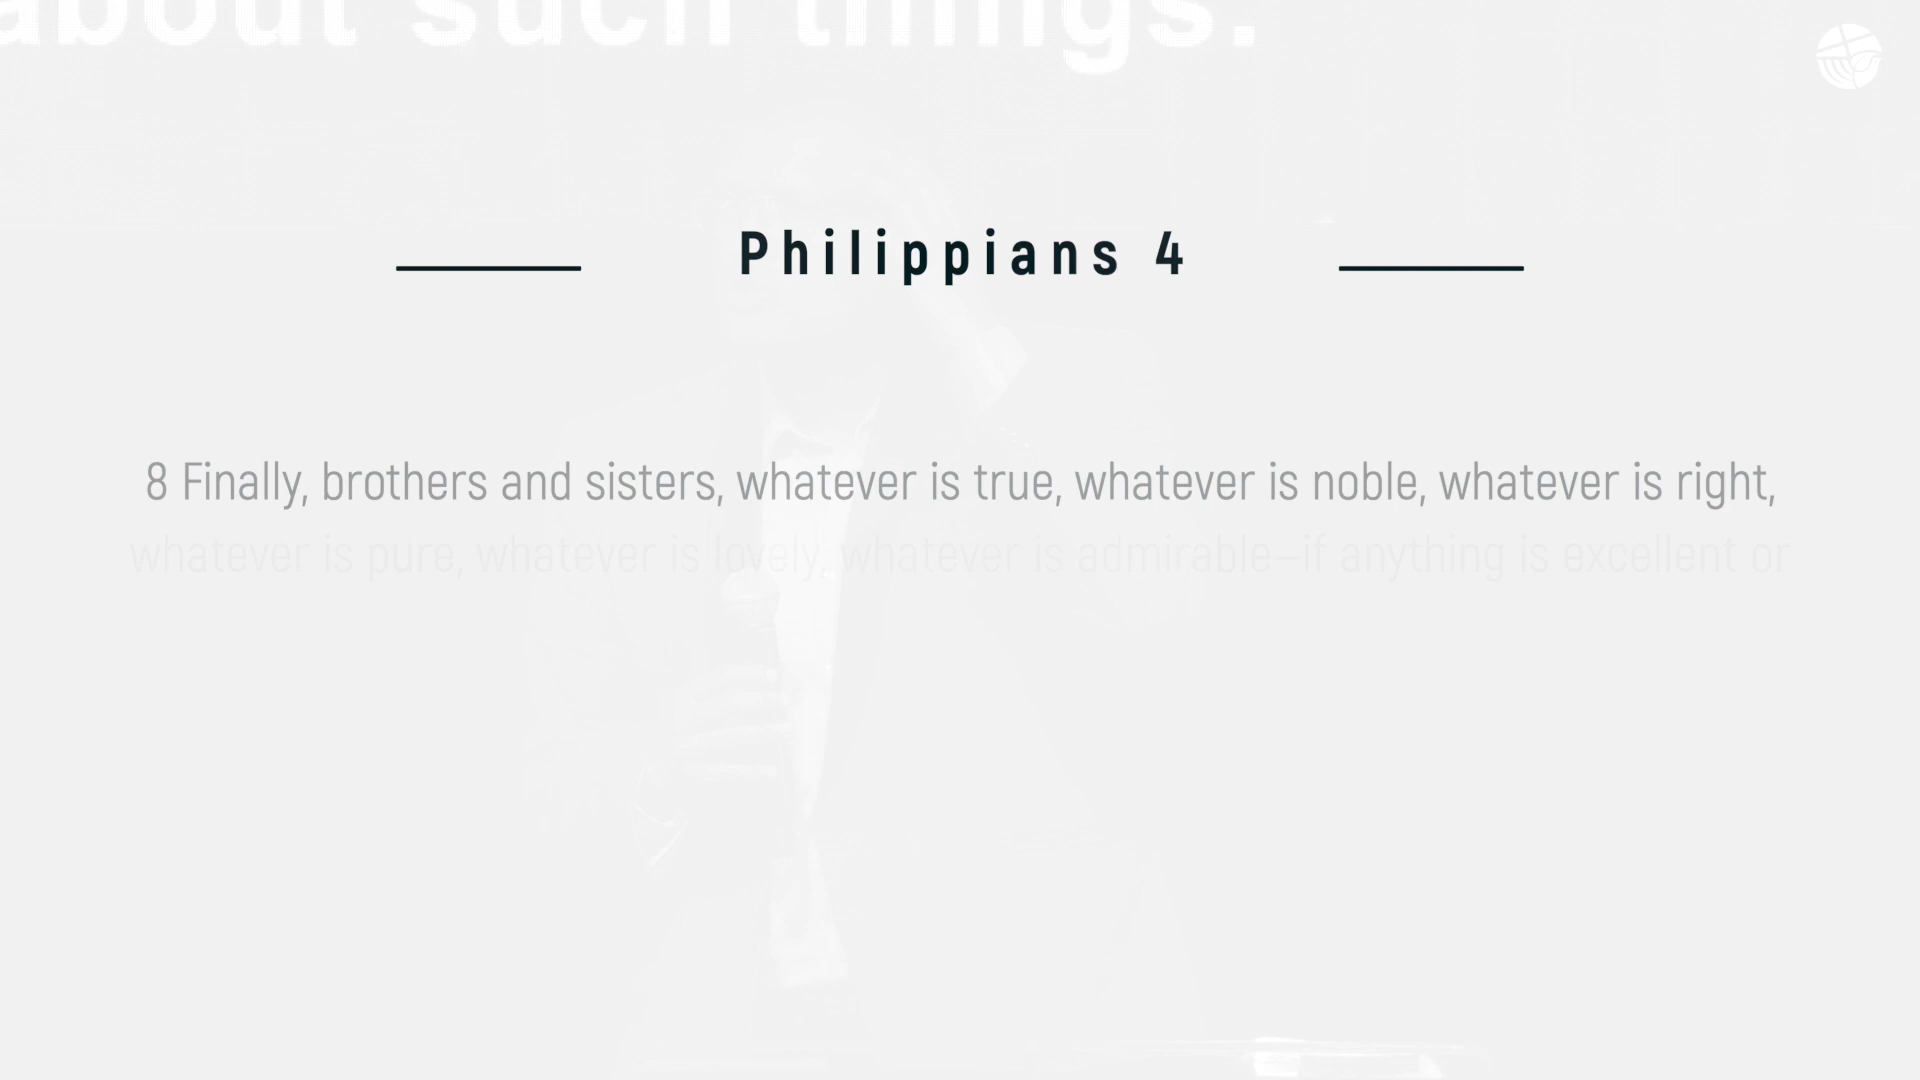 about such things.
Philippians 4
8 Finally, brothers and sisters, whatever is true, whatever is noble, whatever is right,
whatever is pure, whatever is lovely, whatever is admirable—if anything is excellent or